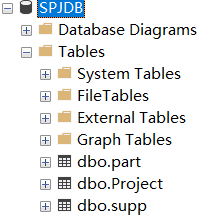 SPJDB
Database Diagrams
Tables
System Tables
FileTables
External Tables
Graph Tables
dbo.part
dbo.Project
dbo.supp